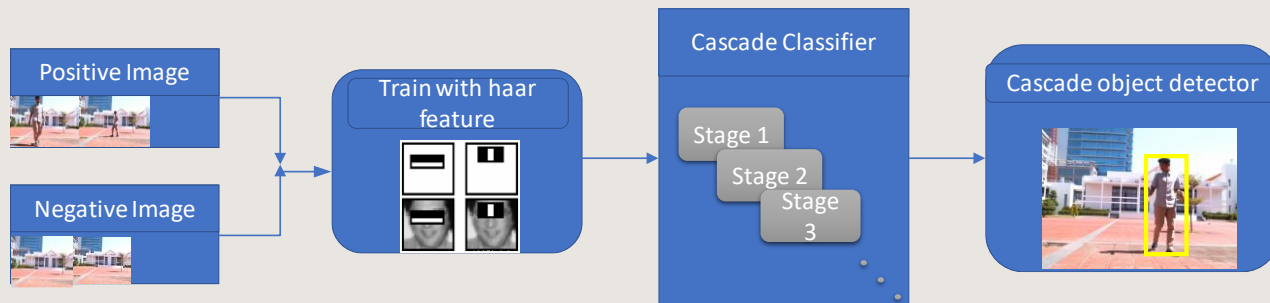 Positive Image
Negative Image
Train with haar
feature
Cascade Classifier
Stage 1
Stage 2
Stage
3
Cascade object detector